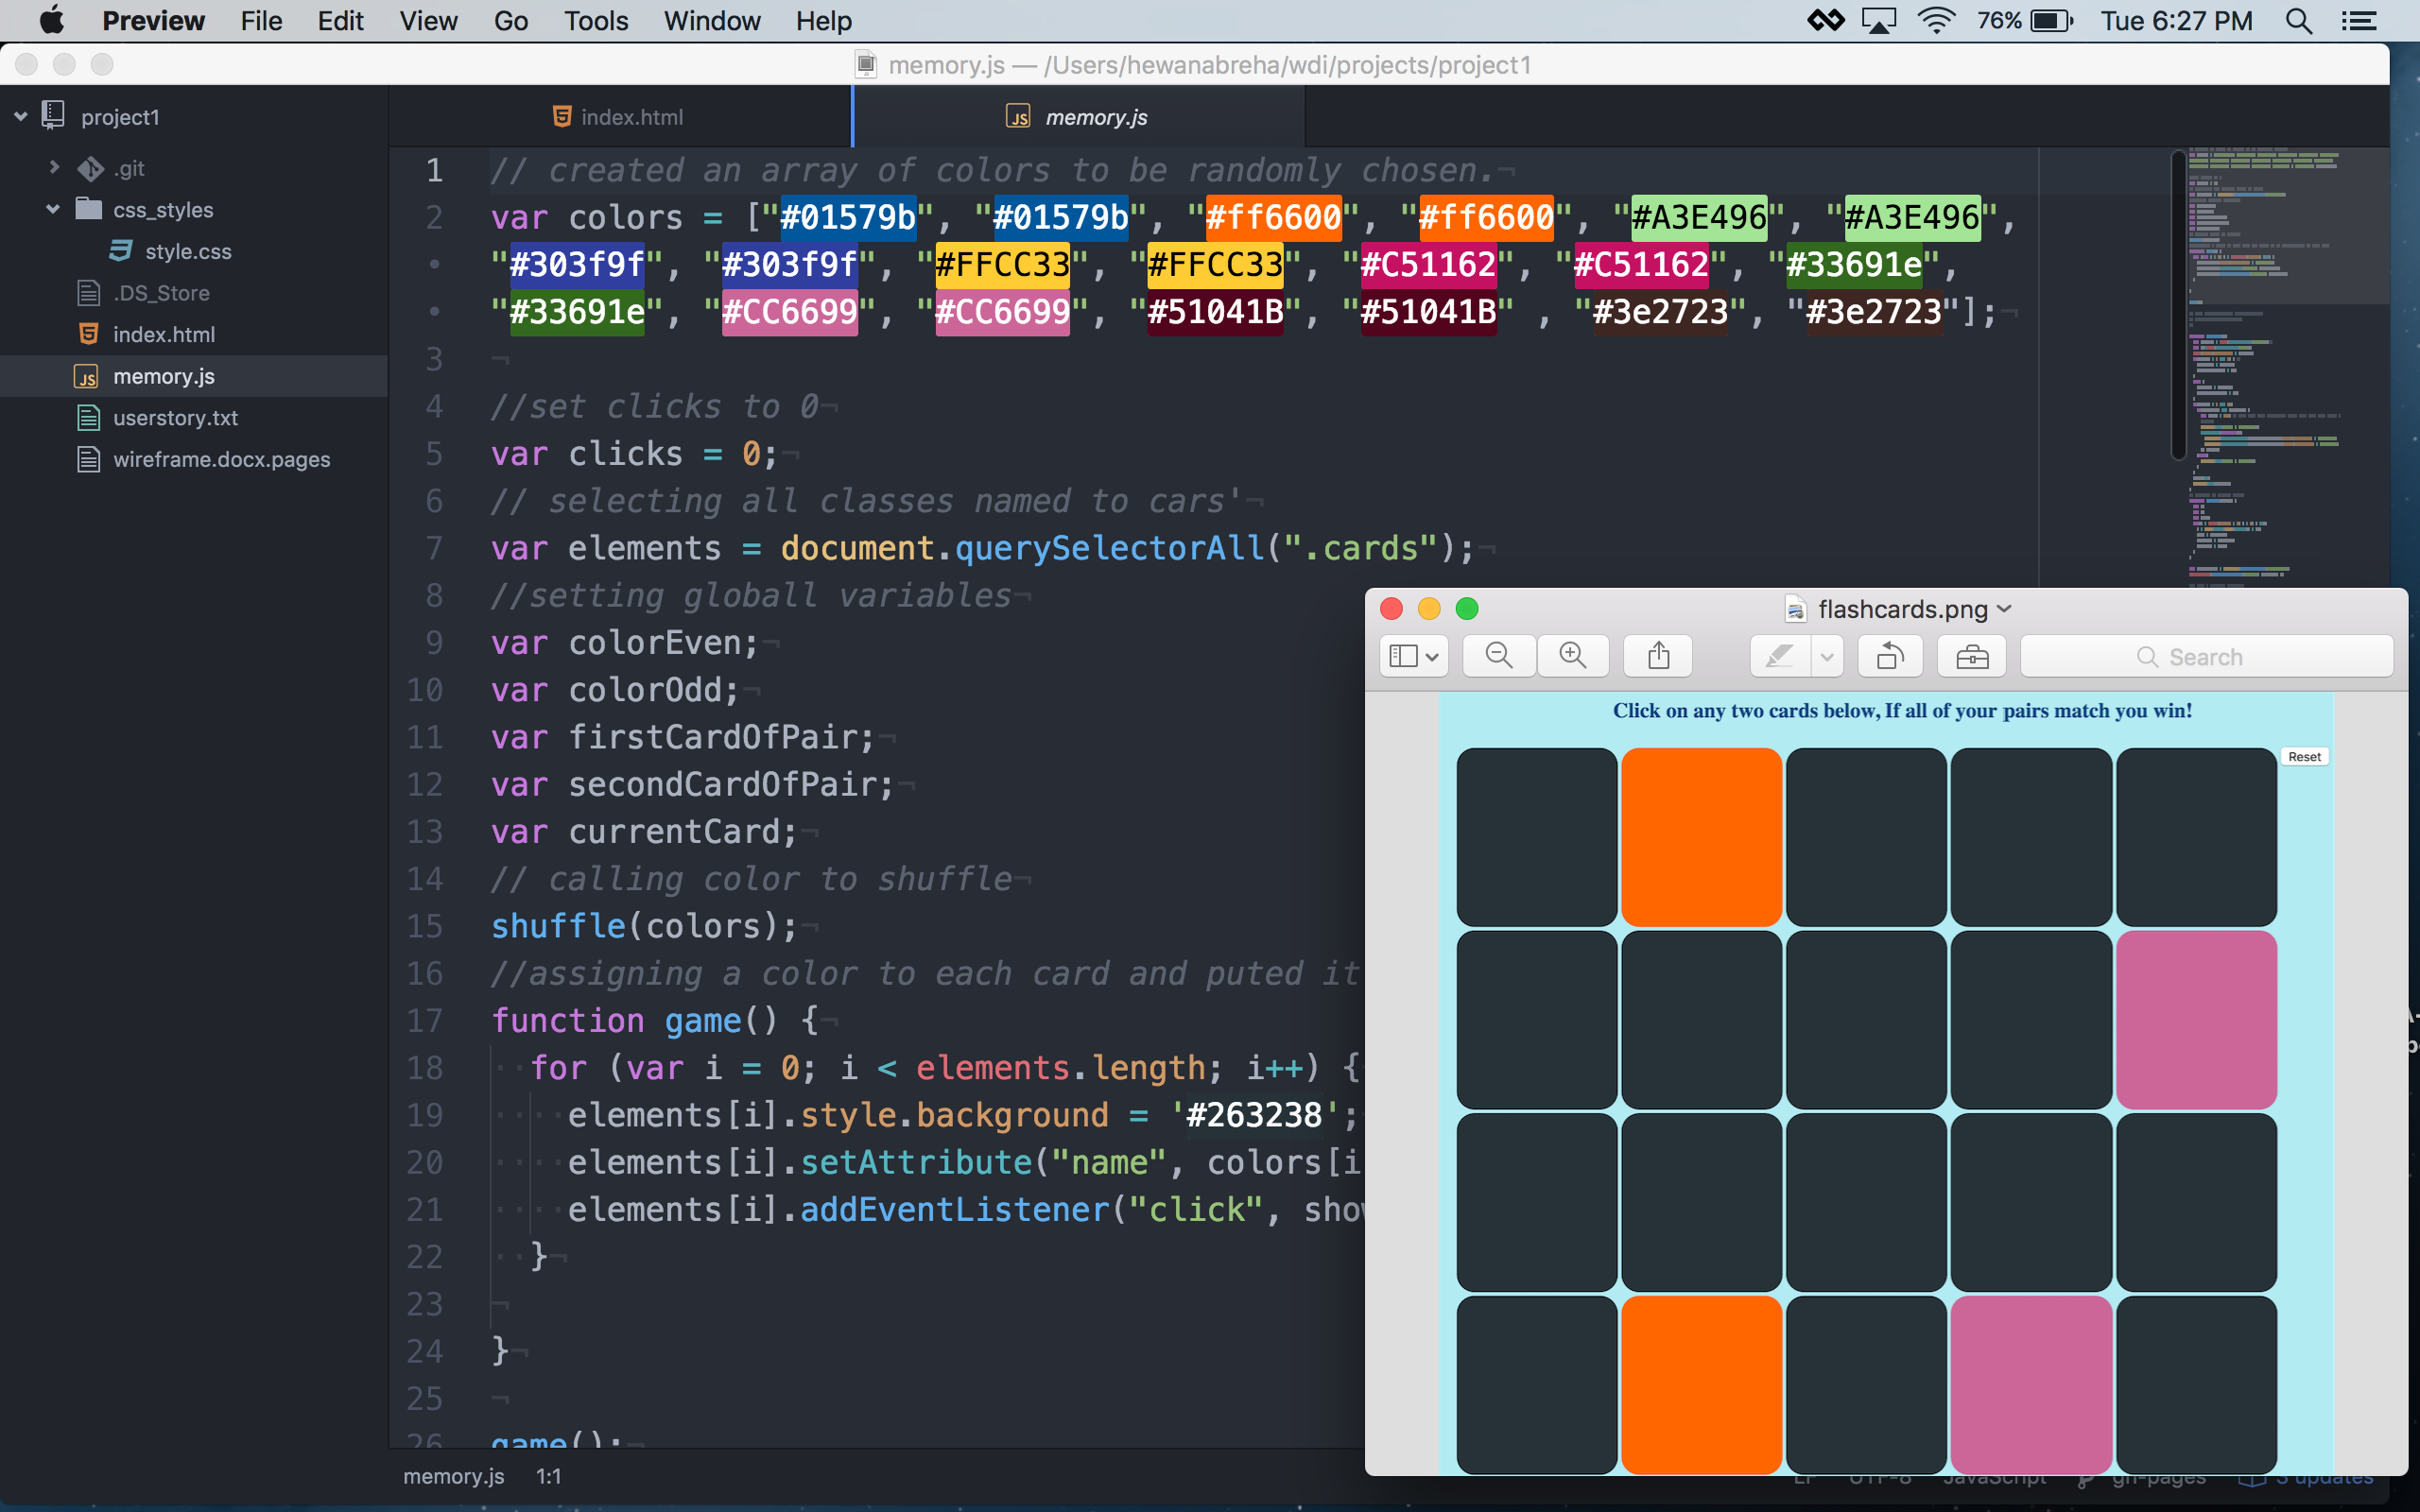 Preview File Edit View Go Tools Window Help 76% Tue 6:27 PM
memory.js — /Users/hewanabreha/wdi/projects/project1
project1
.git
css_styles
style.css
.DS_Store
index.html
memory.js
userstory.txt
wireframe.docx.pages
index.html
memory.js
1 // created an array of colors to be randomly chosen.
2 var colors = ["#01579b", "#01579b", "#ff6600", "#ff6600", "#A3E496", "#A3E496",
"#303f9f", "#303f9f", "#FFCC33", "#FFCC33", "#C51162", "#C51162", "#33691e",
"#33691e", "#CC6699", "#CC6699", "#51041B", "#51041B" , "#3e2723", "#3e2723"];
3
4 //set clicks to 0
5 var clicks = 0;
6 // selecting all classes named to cars'
7 var elements = document.querySelectorAll(".cards");
8 //setting globall variables
9 var colorEven;
10 var colorOdd;
11 var firstCardOfPair;
12 var secondCardOfPair;
13 var currentCard;
14 // calling color to shuffle
15 shuffle(colors);
16 //assigning a color to each card and puted it
17 function game() {
18 for (var i = 0; i < elements.length; i++) {
19 elements[i].style.background = '#263238';
20 elements[i].setAttribute("name", colors[i
21 elements[i].addEventListener("click", sho
22 }
23
24 }
25
26 game();
memory.js 1:1
LF UTF-8 JavaScript gh-pages 3 updates
flashcards.png
Search
Click on any two cards below, If all of your pairs match you win!
Reset